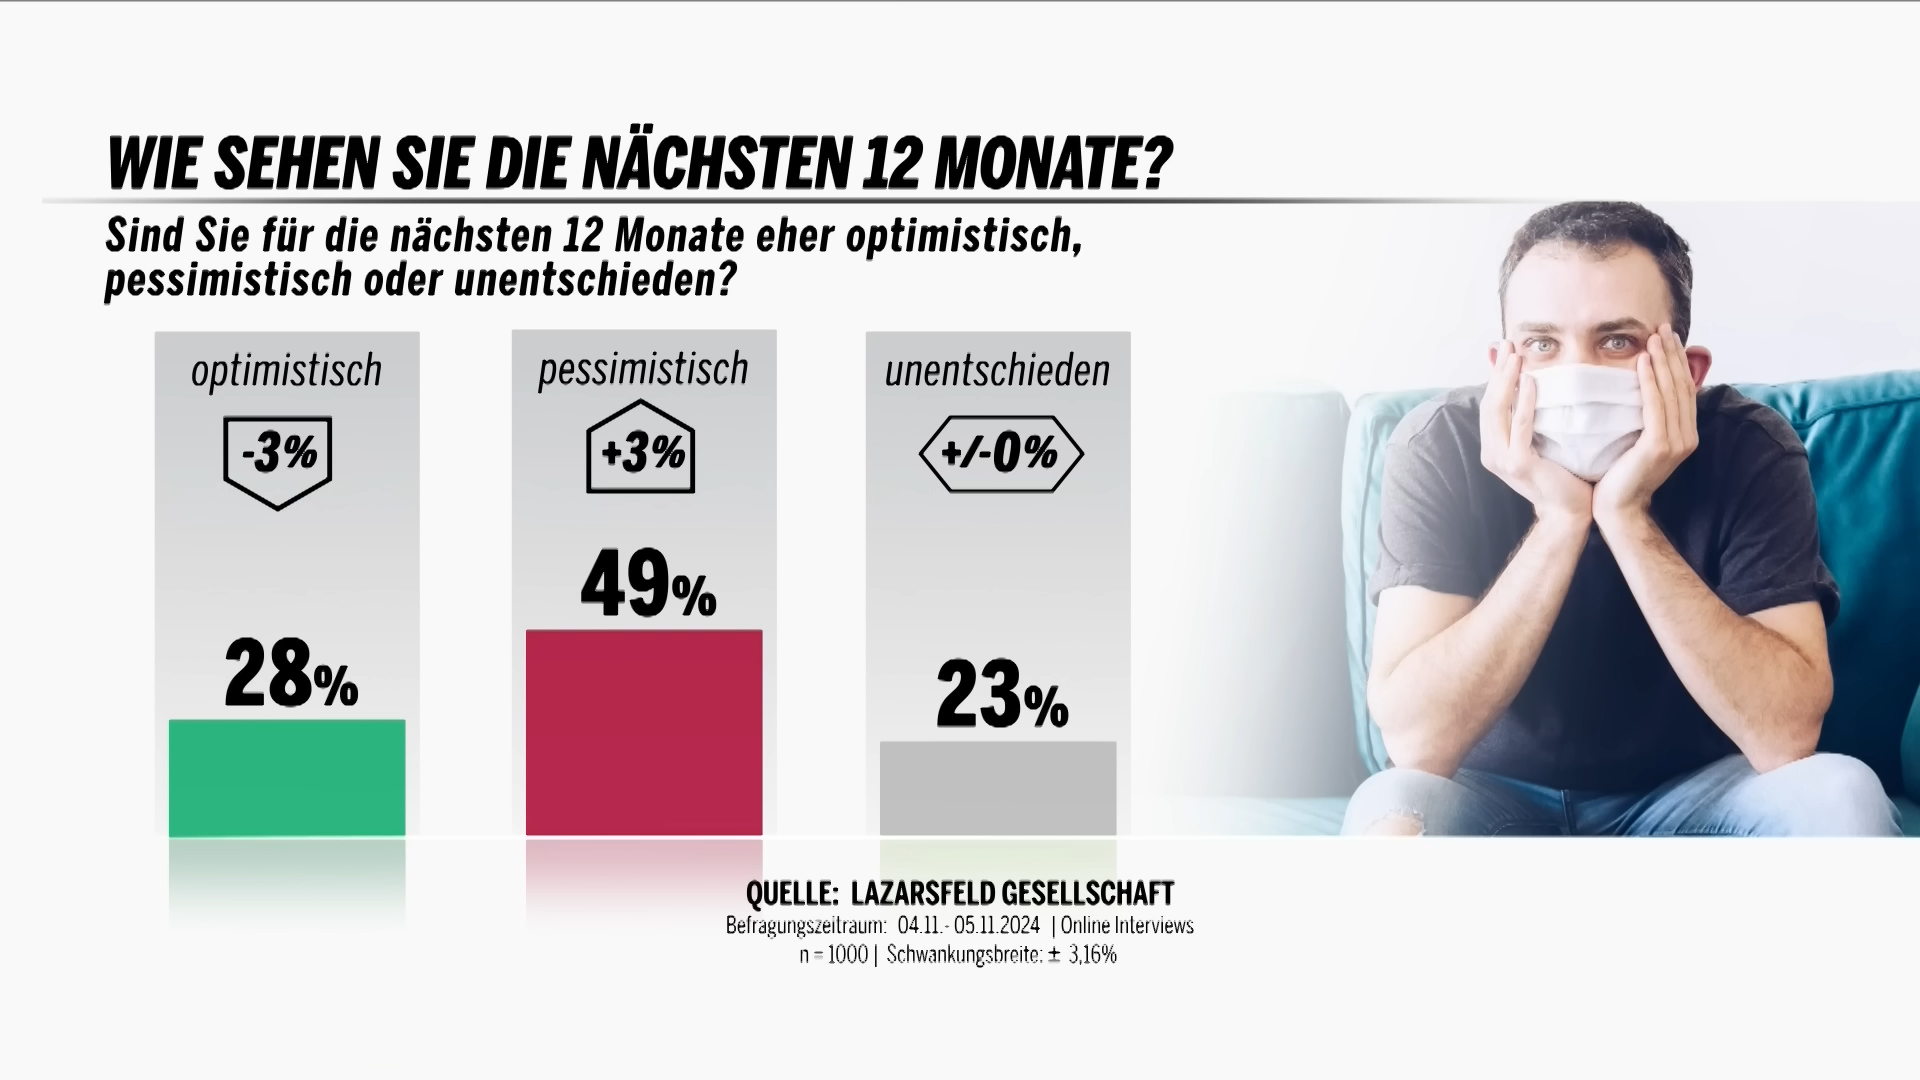 WIE SEHEN SIE DIE NÄCHSTEN 12 MONATE?
Sind Sie für die nächsten 12 Monate eher optimistisch,
pessimistisch oder unentschieden?
optimistisch
-3%
28%
pessimistisch
+3%
49%
unentschieden
+/-0%
23%
QUELLE: LAZARSFELD GESELLSCHAFT
Befragungszeitraum: 04.11.- 05.11.2024 | Online Interviews
n = 1000 | Schwankungsbreite: ± 3,16%